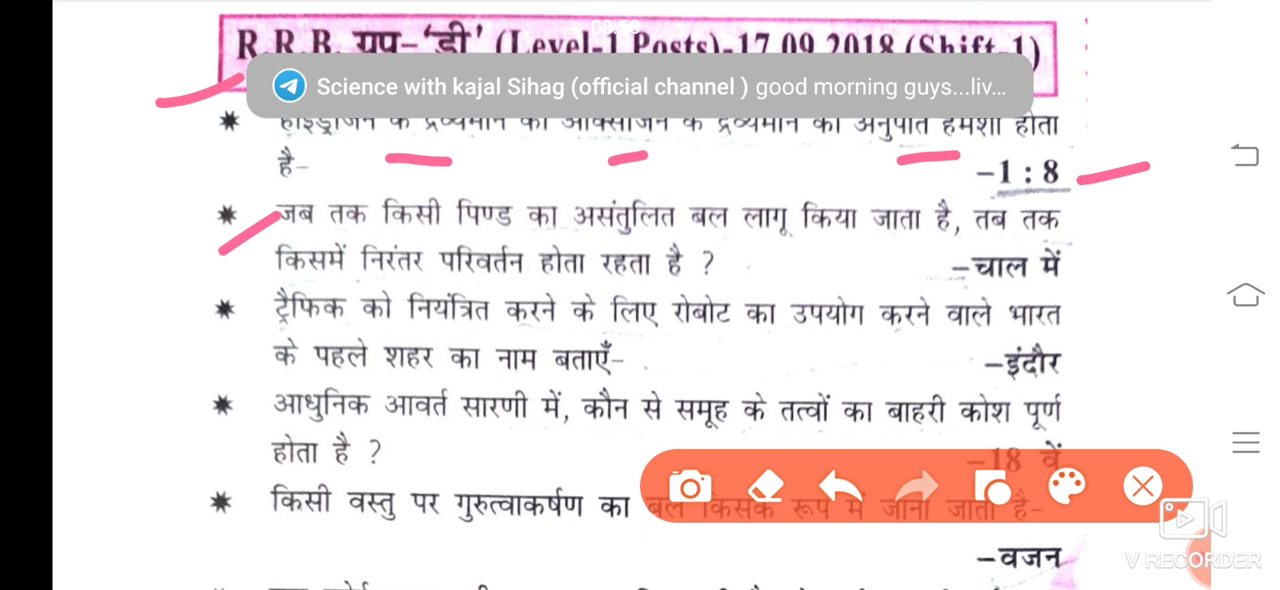 09:53
R.R.B. ग्रुप-‘डी’ (Level-1 Posts)-17.09.2018 (Shift-1)
Science with kajal Sihag (official channel ) good morning guys...liv...
हाइड्रोजन के द्रव्यमान का ऑक्सीजन के द्रव्यमान का अनुपात हमेशा होता
है-
-1 : 8
जब तक किसी पिण्ड का असंतुलित बल लागू किया जाता है, तब तक
किसमें निरंतर परिवर्तन होता रहता है ?
-चाल में
ट्रैफिक को नियंत्रित करने के लिए रोबोट का उपयोग करने वाले भारत
के पहले शहर का नाम बताएँ-
-इंदौर
आधुनिक आवर्त सारणी में, कौन से समूह के तत्वों का बाहरी कोश पूर्ण
होता है ?
-18 वें
किसी वस्तु पर गुरुत्वाकर्षण का बल किसके रूप में जाना जाता है-
-वजन
V RECORDER